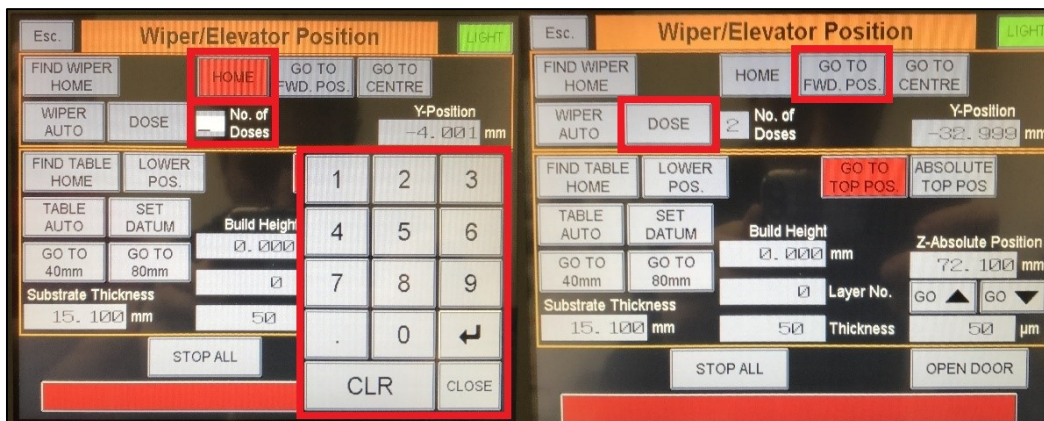 Esc. Wiper/Elevator Position LIGHT
FIND WIPER HOME HOME GO TO FWD. POS. GO TO CENTRE
WIPER AUTO DOSE No. of Doses Y-Position
-4.001 mm
FIND TABLE HOME LOWER POS.
TABLE AUTO SET DATUM Build Height
0.000
GO TO 40mm GO TO 80mm
0
Substrate Thickness
15.100 mm 50
STOP ALL
1 2 3
4 5 6
7 8 9
. 0 ↵
CLR CLOSE
Esc. Wiper/Elevator Position LIGHT
FIND WIPER HOME HOME GO TO FWD. POS. GO TO CENTRE
WIPER AUTO DOSE 2 No. of Doses Y-Position
-32.999 mm
FIND TABLE HOME LOWER POS. GO TO TOP POS. ABSOLUTE TOP POS
TABLE AUTO SET DATUM Build Height Z-Absolute Position
0.000 mm 72.100 mm
GO TO 40mm GO TO 80mm
0 Layer No. GO ▲ GO ▼
Substrate Thickness
15.100 mm 50 Thickness 50 µm
STOP ALL OPEN DOOR